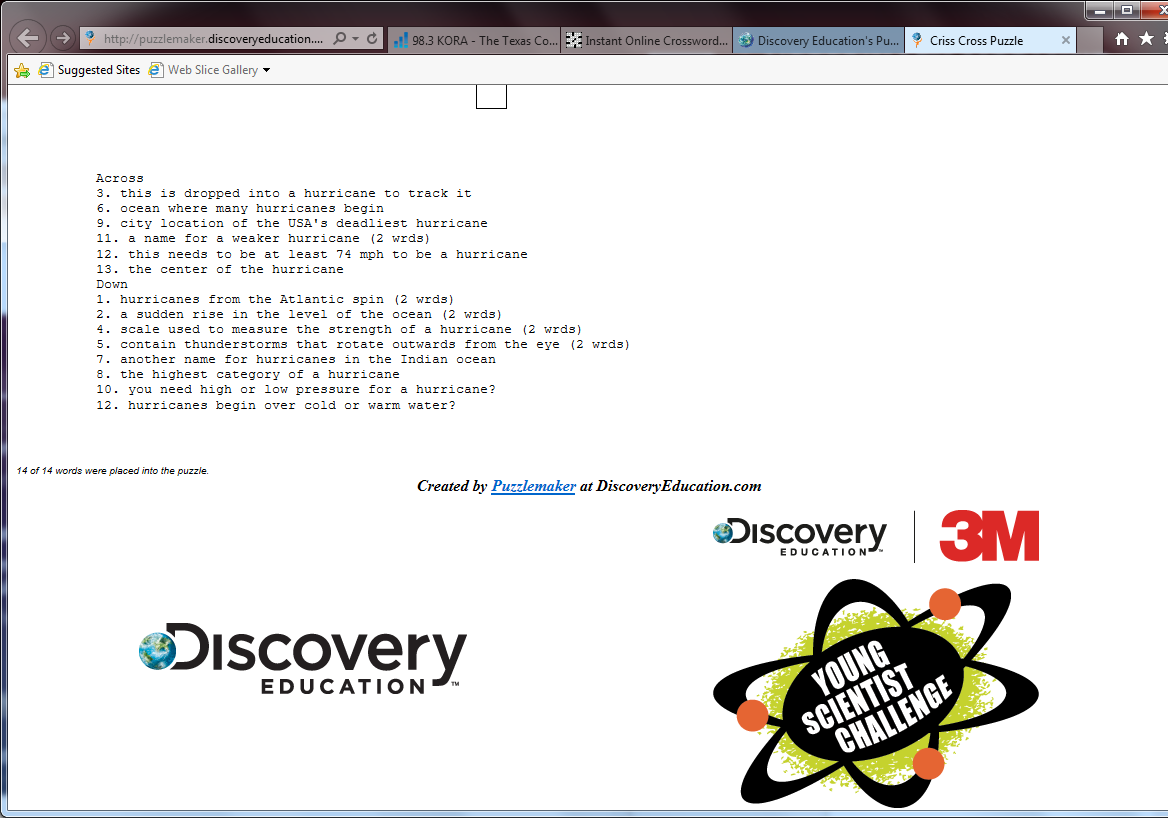 http://puzzlemaker.discoveryeducation....
98.3 KORA - The Texas Co...
Instant Online Crossword...
Discovery Education's Pu...
Criss Cross Puzzle
Suggested Sites
Web Slice Gallery
Across
3. this is dropped into a hurricane to track it
6. ocean where many hurricanes begin
9. city location of the USA's deadliest hurricane
11. a name for a weaker hurricane (2 wrds)
12. this needs to be at least 74 mph to be a hurricane
13. the center of the hurricane
Down
1. hurricanes from the Atlantic spin (2 wrds)
2. a sudden rise in the level of the ocean (2 wrds)
4. scale used to measure the strength of a hurricane (2 wrds)
5. contain thunderstorms that rotate outwards from the eye (2 wrds)
7. another name for hurricanes in the Indian ocean
8. the highest category of a hurricane
10. you need high or low pressure for a hurricane?
12. hurricanes begin over cold or warm water?
14 of 14 words were placed into the puzzle.
Created by Puzzlemaker at DiscoveryEducation.com
Discovery
EDUCATION™
3M
Discovery
EDUCATION™
YOUNG
SCIENTIST
CHALLENGE